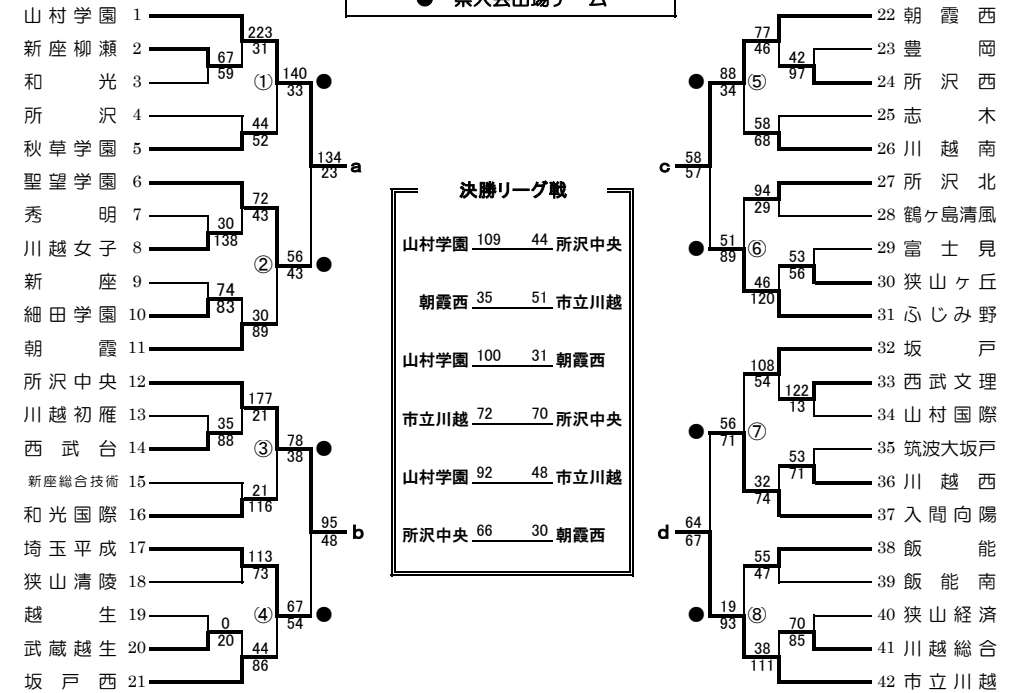 ● 県大会出場チーム
山村学園 1
新座柳瀬 2
和光 3
所沢 4
秋草学園 5
聖望学園 6
秀明 7
川越女子 8
新座 9
細田学園 10
朝霞 11
所沢中央 12
川越初雁 13
西武台 14
新座総合技術 15
和光国際 16
埼玉平成 17
狭山清陵 18
越生 19
武蔵越生 20
坂戸西 21
223
31
67
59
① 140 ●
33
44
52
134 a
23
72
43
30
138
② 56 ●
43
74
83
30
89
177
21
35
88
③ 78 ●
38
21
116
95 b
48
113
73
④ 67 ●
54
0
20
44
86
決勝リーグ戦
山村学園 109 44 所沢中央
朝霞西 35 51 市立川越
山村学園 100 31 朝霞西
市立川越 72 70 所沢中央
山村学園 92 48 市立川越
所沢中央 66 30 朝霞西
77
46
42
97
● 88 ⑤
34
58
68
c 58
57
94
29
● 51 ⑥
89
53
56
46
120
108
54
122
13
● 56 ⑦
71
53
71
32
74
d 64
67
55
47
● 19 ⑧
93
70
85
38
111
22 朝霞西
23 豊岡
24 所沢西
25 志木
26 川越南
27 所沢北
28 鶴ヶ島清風
29 富士見
30 狭山ヶ丘
31 ふじみ野
32 坂戸
33 西武文理
34 山村国際
35 筑波大坂戸
36 川越西
37 入間向陽
38 飯能
39 飯能南
40 狭山経済
41 川越総合
42 市立川越